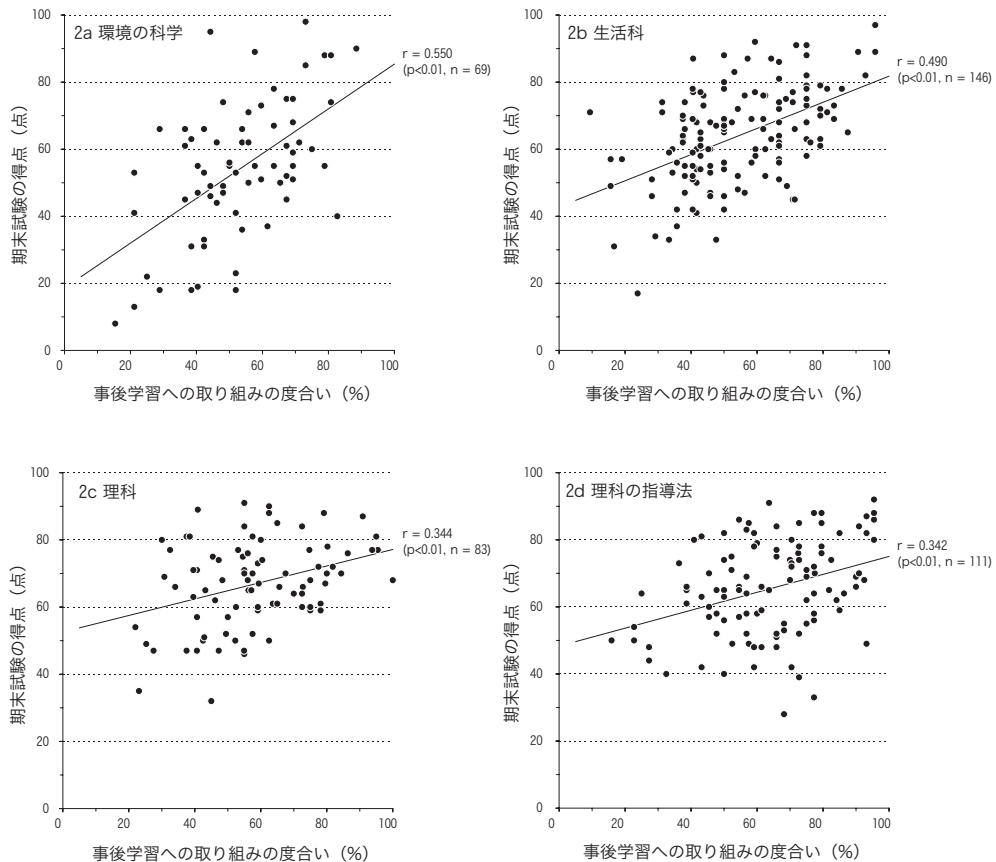 2a 環境の科学
r = 0.550
(p<0.01, n = 69)
期末試験の得点（点）
100
80
60
40
20
0
0 20 40 60 80 100
事後学習への取り組みの度合い（%）
2b 生活科
r = 0.490
(p<0.01, n = 146)
期末試験の得点（点）
100
80
60
40
20
0
0 20 40 60 80 100
事後学習への取り組みの度合い（%）
2c 理科
r = 0.344
(p<0.01, n = 83)
期末試験の得点（点）
100
80
60
40
20
0
0 20 40 60 80 100
事後学習への取り組みの度合い（%）
2d 理科の指導法
r = 0.342
(p<0.01, n = 111)
期末試験の得点（点）
100
80
60
40
20
0
0 20 40 60 80 100
事後学習への取り組みの度合い（%）